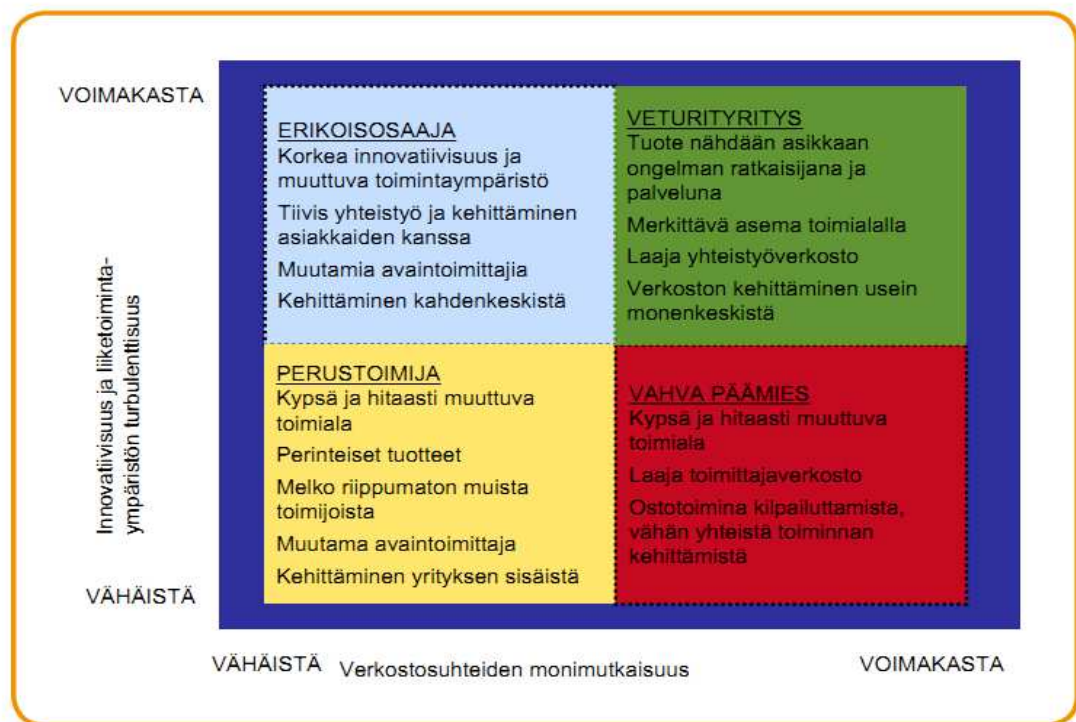 VOIMAKASTA
ERIKOISOSAAJA
Korkea innovatiivisuus ja
muuttuva toimintaympäristö
Tiivis yhteistyö ja kehittäminen
asiakkaiden kanssa
Muutamia avaintoimittajia
Kehittäminen kahdenkeskistä
VETURIYRITYS
Tuote nähdään asikkaan
ongelman ratkaisijana ja
palveluna
Merkittävä asema toimialalla
Laaja yhteistyöverkosto
Verkoston kehittäminen usein
monenkeskistä
Innovatiivisuus ja liiketoiminta-
ympäristön turbulenttisuus
PERUSTOIMIJA
Kypsä ja hitaasti muuttuva
toimiala
Perinteiset tuotteet
Melko riippumaton muista
toimijoista
Muutama avaintoimittaja
Kehittäminen yrityksen sisäistä
VAHVA PÄÄMIES
Kypsä ja hitaasti muuttuva
toimiala
Laaja toimittajaverkosto
Ostotoimina kilpailuttamista,
vähän yhteistä toiminnan
kehittämistä
VÄHÄISTÄ
VÄHÄISTÄ
Verkostosuhteiden monimutkaisuus
VOIMAKASTA